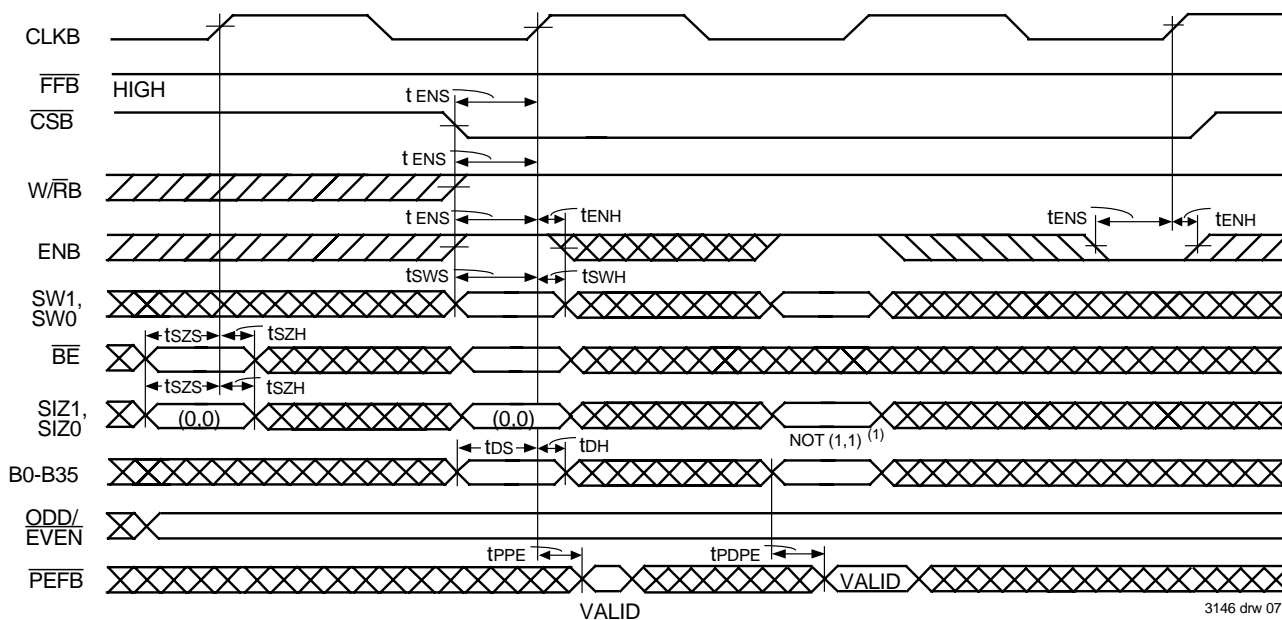 CLKB
FFB HIGH
t ENS
CSB
t ENS
W/RB
t ENS tENH tENS tENH
ENB
tSWS tSWH
SW1,
SW0
tSZS tSZH
BE
tSZS tSZH
SIZ1,
SIZ0
(0,0) (0,0)
NOT (1,1) (1)
tDS tDH
B0-B35
ODD/
EVEN
tPPE tPDPE
PEFB
VALID
VALID
3146 drw 07